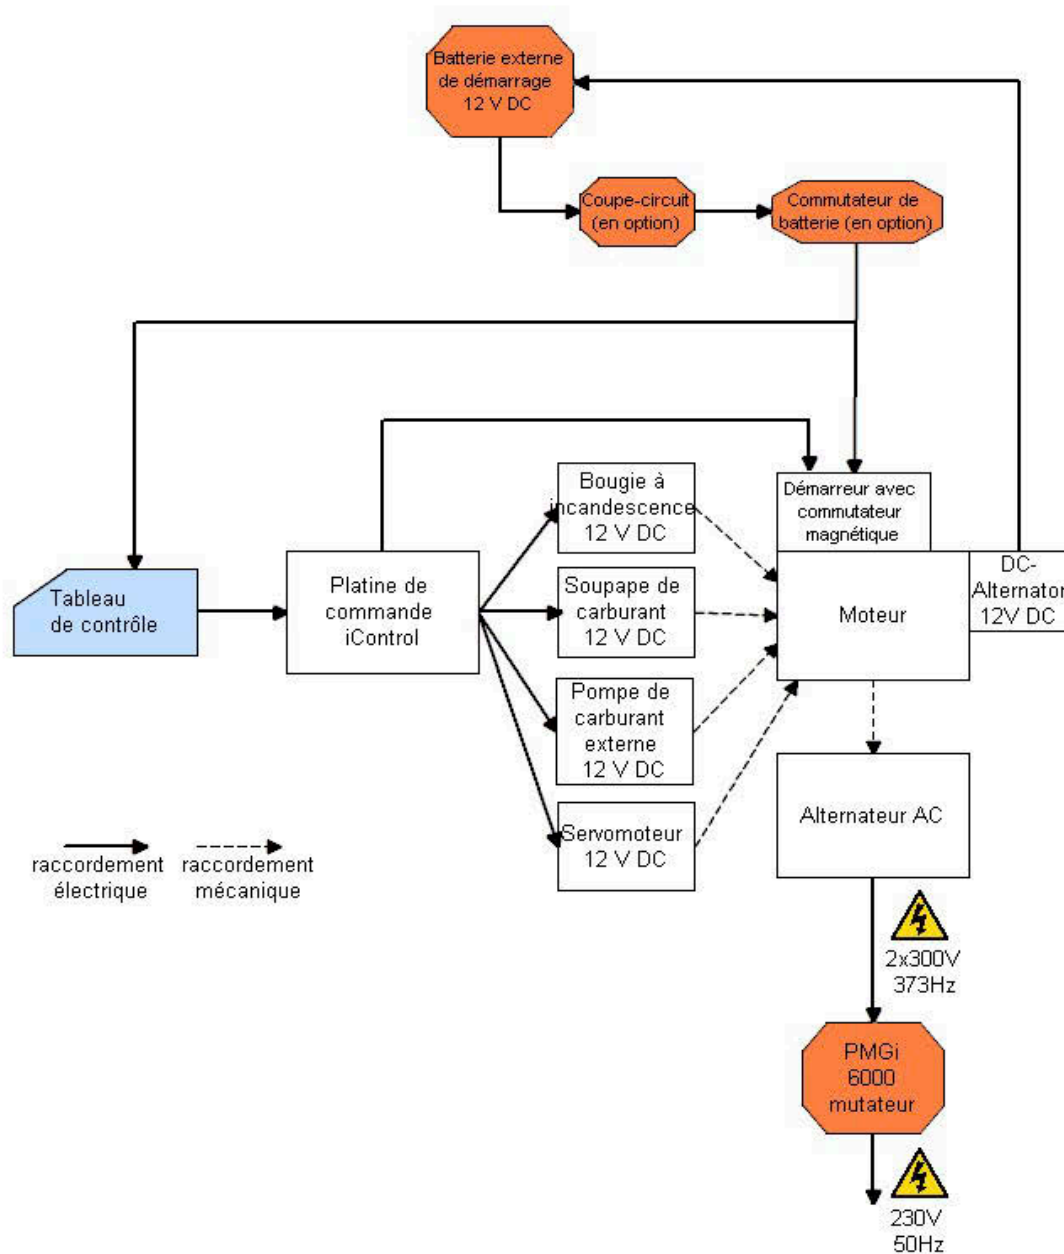 Batterie externe
de démarrage
12 V DC
Coupe-circuit
(en option)
Commutateur de
batterie (en option)
Bougie à
incandescence
12 V DC
Démarreur avec
commutateur
magnétique
Tableau
de contrôle
Platine de
commande
iControl
Soupape de
carburant
12 V DC
Moteur
DC-
Alternator
12V DC
Pompe de
carburant
externe
12 V DC
Servomoteur
12 V DC
Alternateur AC
raccordement
électrique
raccordement
mécanique
2x300V
373Hz
PMGi
6000
mutateur
230V
50Hz